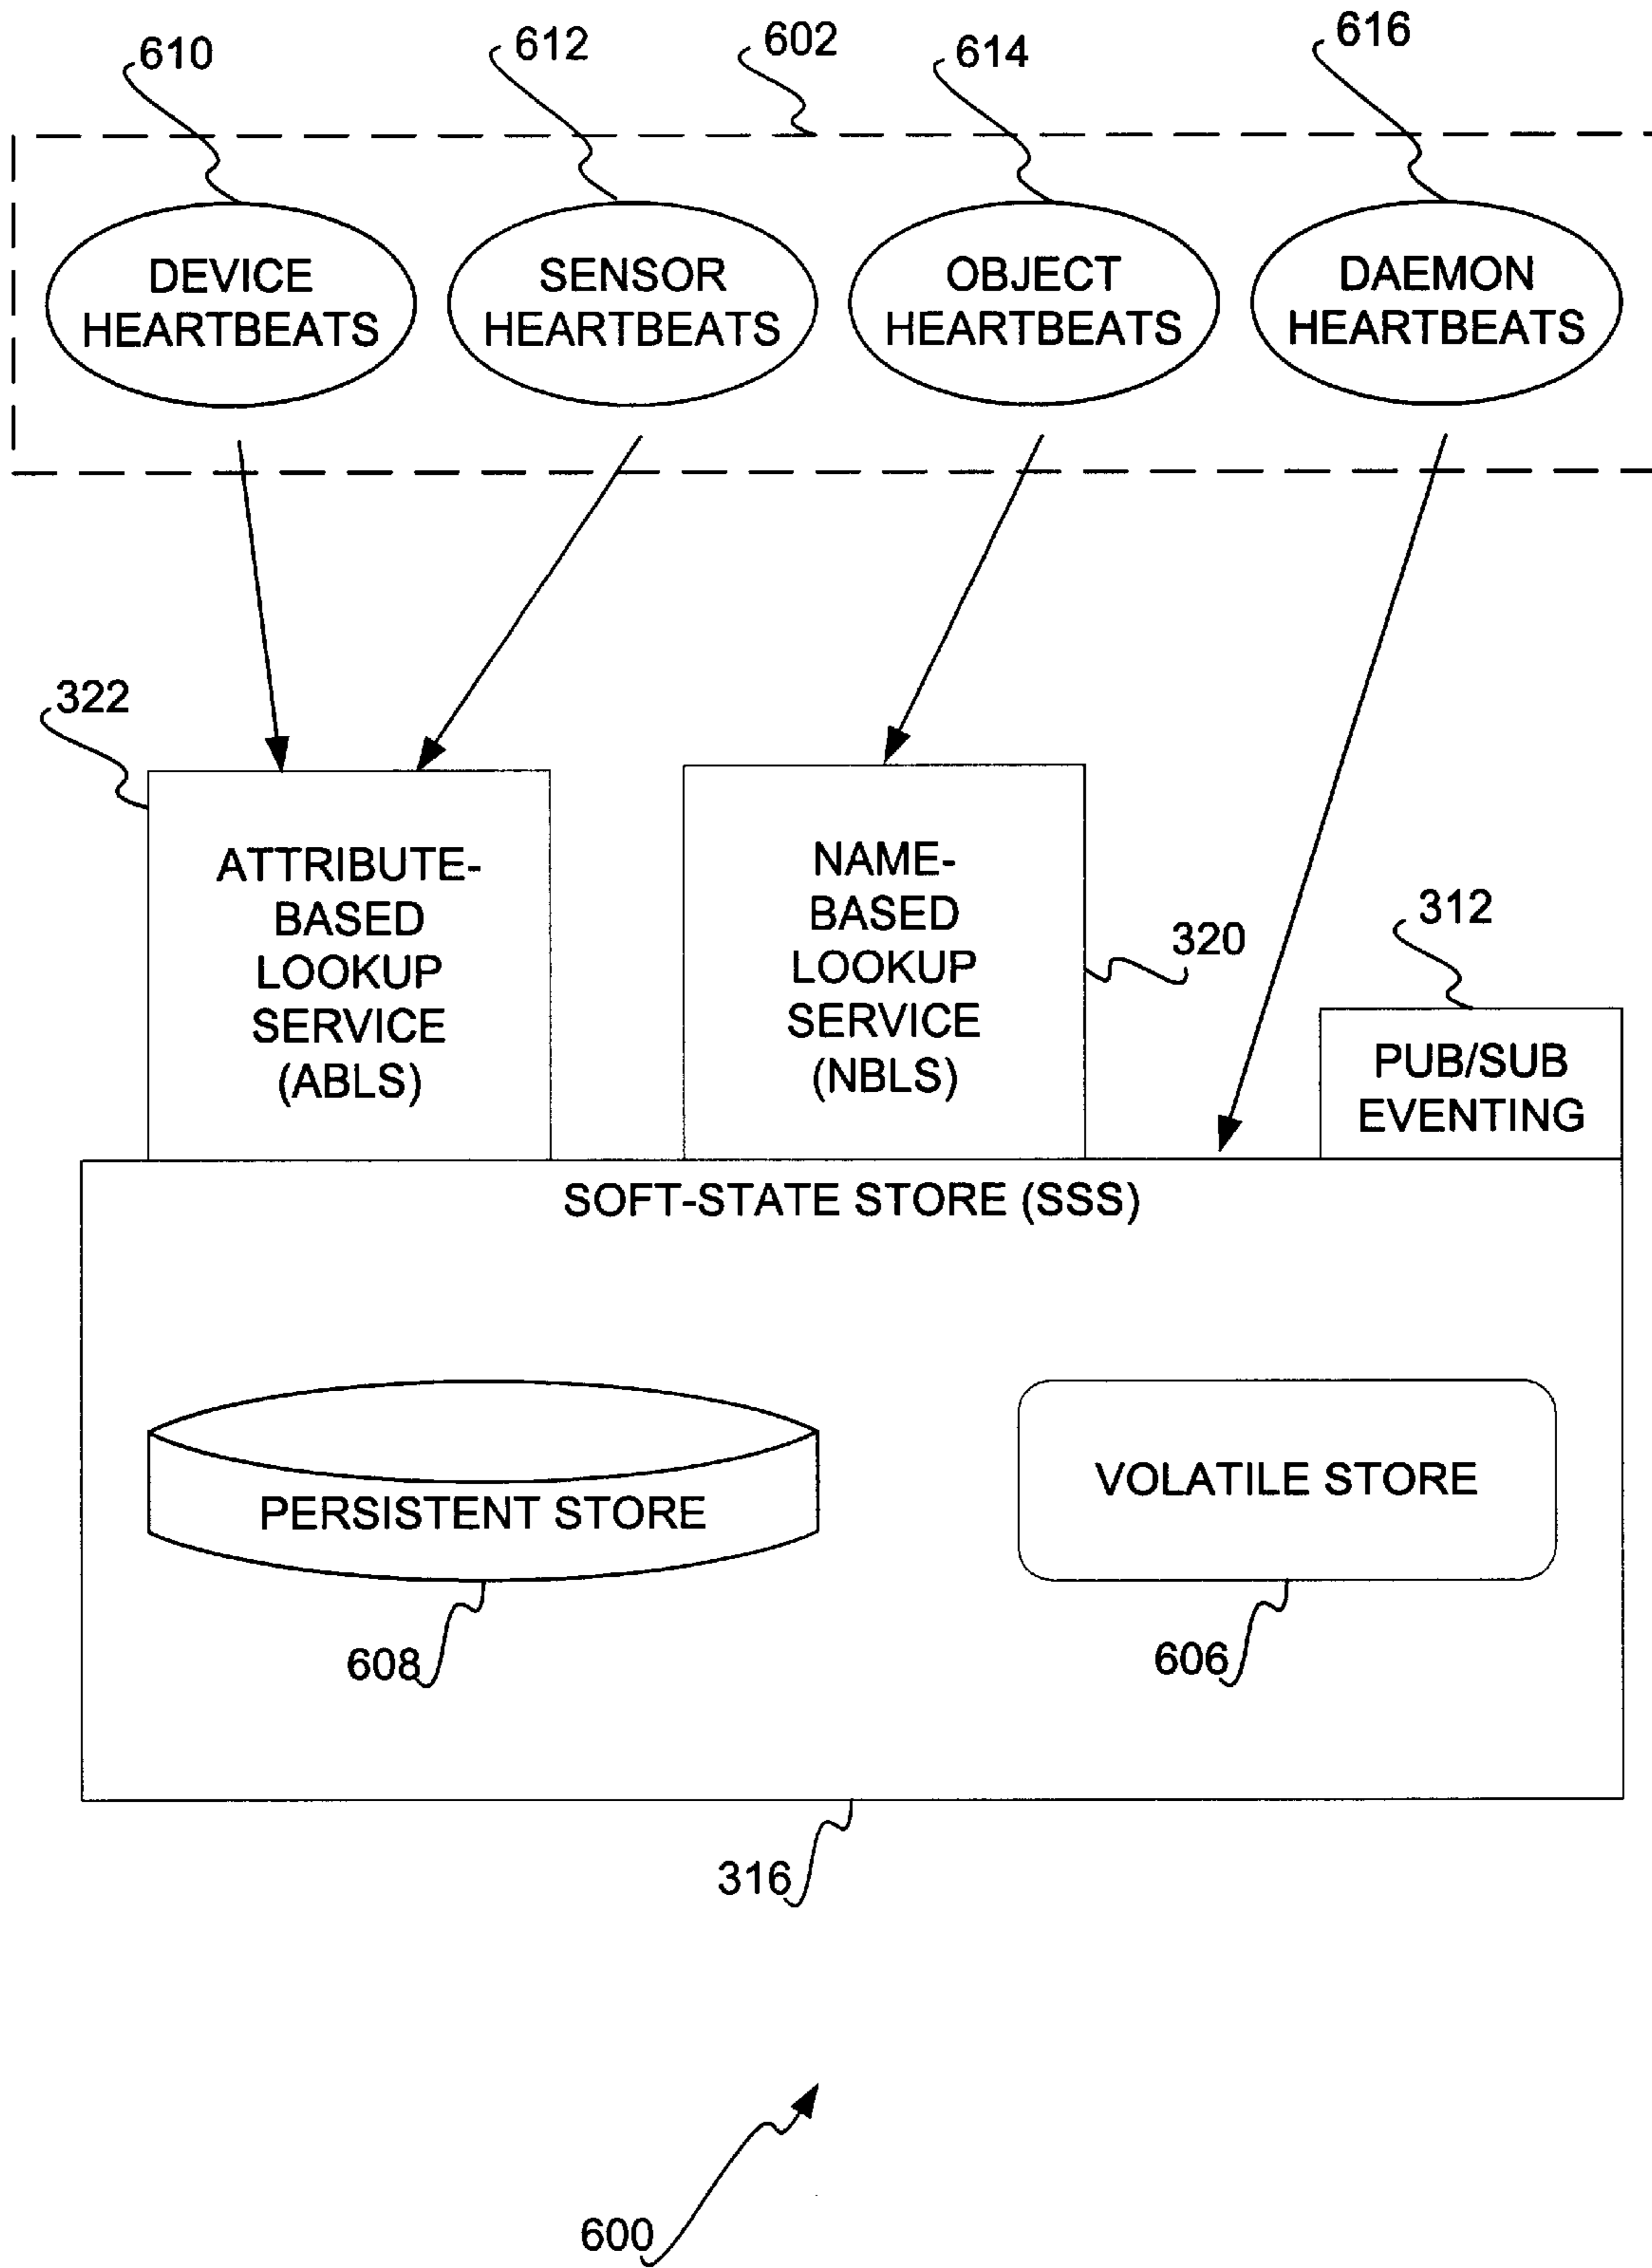 610
612
602
614
616
DEVICE
HEARTBEATS
SENSOR
HEARTBEATS
OBJECT
HEARTBEATS
DAEMON
HEARTBEATS
322
ATTRIBUTE-
BASED
LOOKUP
SERVICE
(ABLS)
NAME-
BASED
LOOKUP
SERVICE
(NBLS)
320
312
PUB/SUB
EVENTING
SOFT-STATE STORE (SSS)
PERSISTENT STORE
VOLATILE STORE
608
606
316
600